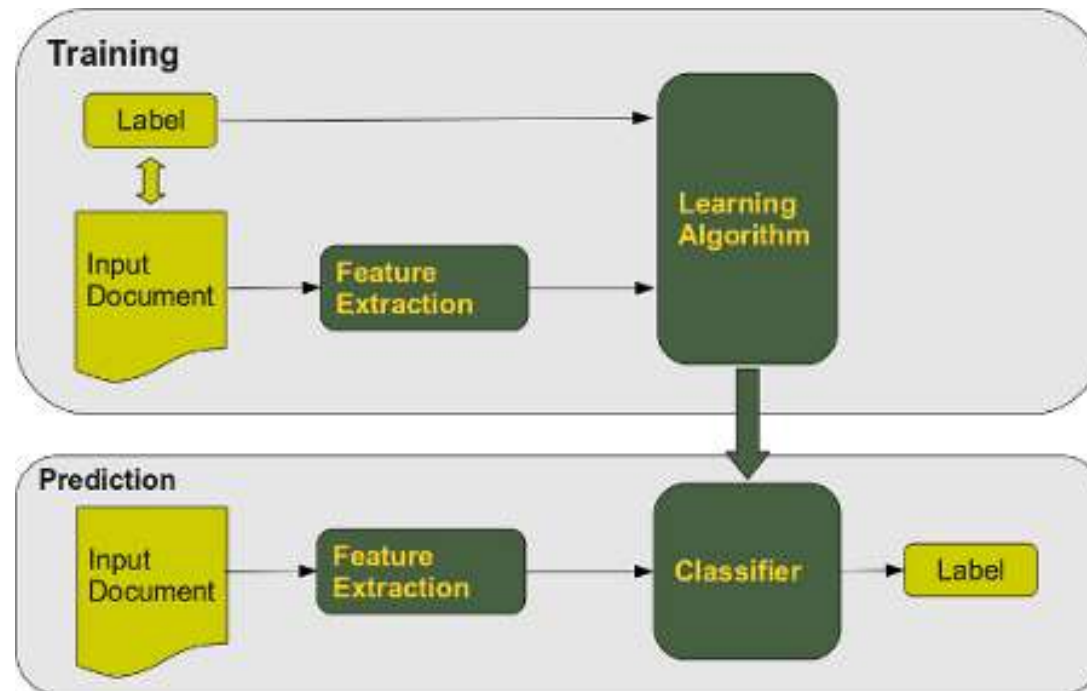 Training
Label
Input
Document
Feature
Extraction
Learning
Algorithm
Prediction
Input
Document
Feature
Extraction
Classifier
Label